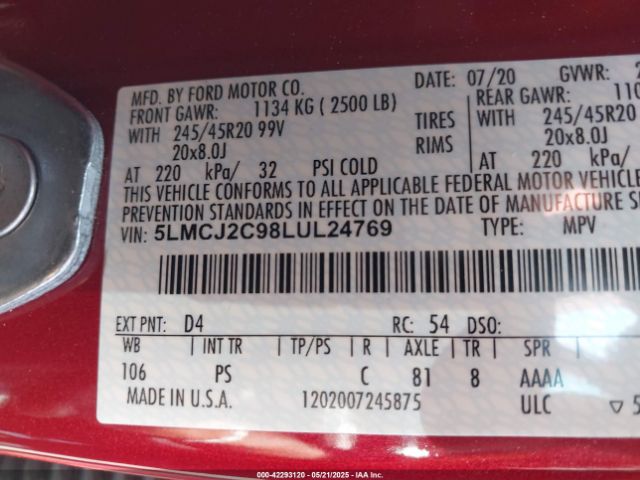 MFD. BY FORD MOTOR CO. DATE: 07/20 GVWR:
FRONT GAWR: 1134 KG ( 2500 LB) REAR GAWR: 110
WITH 245/45R20 99V TIRES WITH 245/45R20
20x8.0J RIMS 20x8.0J
AT 220 kPa/ 32 PSI COLD AT 220 kPa/
THIS VEHICLE CONFORMS TO ALL APPLICABLE FEDERAL MOTOR VEHICLE
PREVENTION STANDARDS IN EFFECT ON THE DATE OF MANUFACTURE
VIN: 5LMCJ2C98LUL24769 TYPE: MPV
EXT PNT: D4 RC: 54 DSO:
WB INT TR TP/PS R AXLE TR SPR
106 PS C 81 8 AAAA
MADE IN U.S.A. 1202007245875 ULC ▽ 5
000-42293120 - 05/21/2025 - IAAI